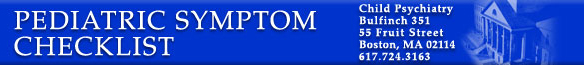 PEDIATRIC SYMPTOM
CHECKLIST
Child Psychiatry
Bulfinch 351
55 Fruit Street
Boston, MA 02114
617.724.3163